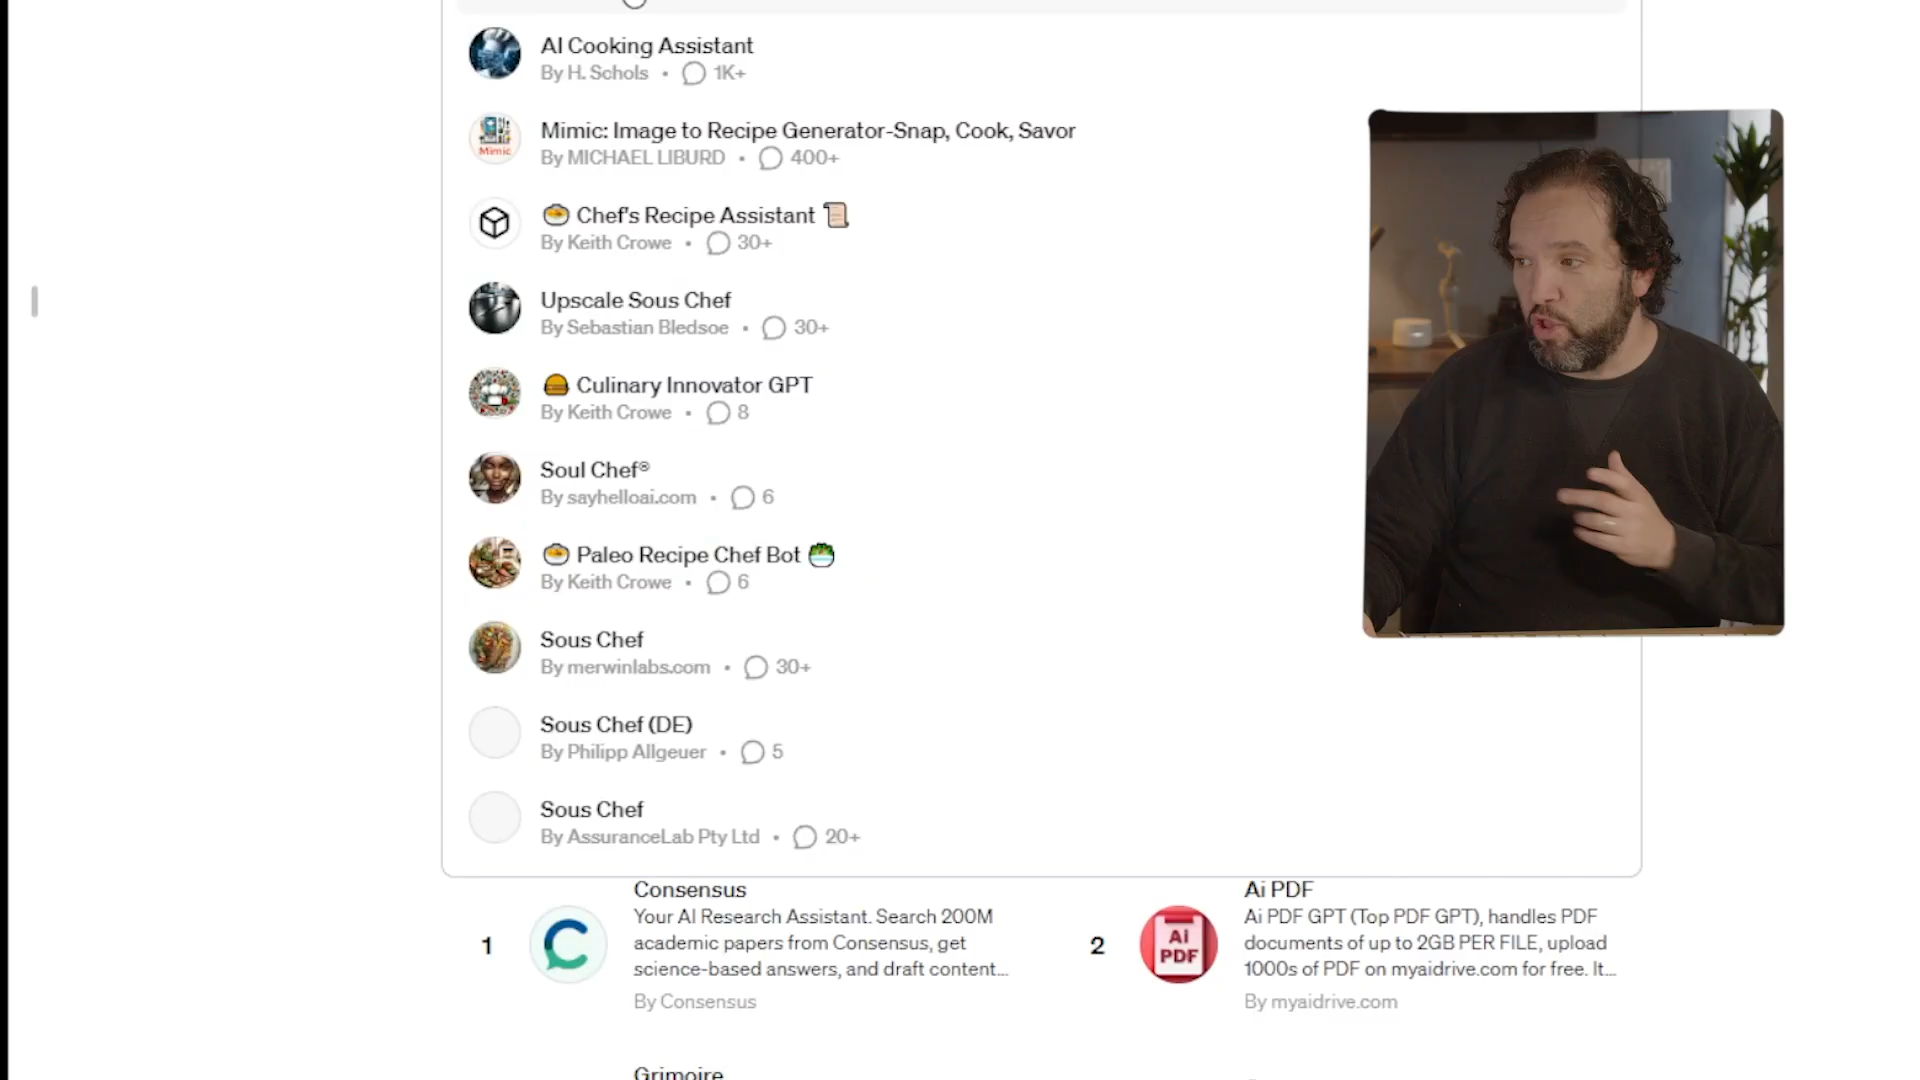 AI Cooking Assistant
By H. Schols • 1K+
Mimic
Mimic: Image to Recipe Generator-Snap, Cook, Savor
By MICHAEL LIBURD • 400+
🍲 Chef's Recipe Assistant 📜
By Keith Crowe • 30+
Upscale Sous Chef
By Sebastian Bledsoe • 30+
🍔 Culinary Innovator GPT
By Keith Crowe • 8
Soul Chef®
By sayhelloai.com • 6
🍲 Paleo Recipe Chef Bot 🥗
By Keith Crowe • 6
Sous Chef
By merwinlabs.com • 30+
Sous Chef (DE)
By Philipp Allgeuer • 5
Sous Chef
By AssuranceLab Pty Ltd • 20+
1
Consensus
Your AI Research Assistant. Search 200M
academic papers from Consensus, get
science-based answers, and draft content...
By Consensus
2
Ai
PDF
Ai PDF
Ai PDF GPT (Top PDF GPT), handles PDF
documents of up to 2GB PER FILE, upload
1000s of PDF on myaidrive.com for free. It...
By myaidrive.com
Grimoire